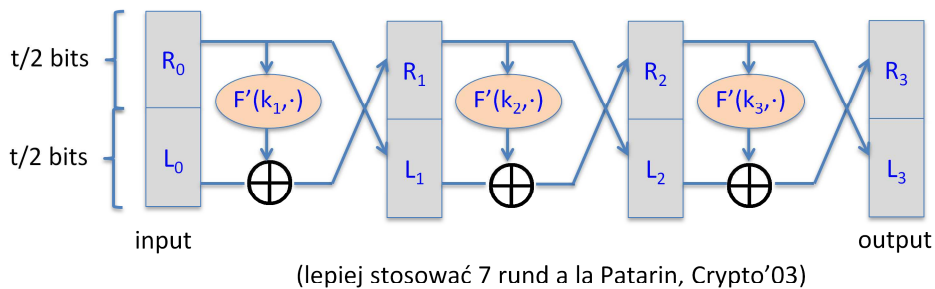 t/2 bits
t/2 bits
R₀
L₀
F'(k₁,·)
R₁
L₁
F'(k₂,·)
R₂
L₂
F'(k₃,·)
R₃
L₃
input
output
(lepiej stosować 7 rund a la Patarin, Crypto'03)